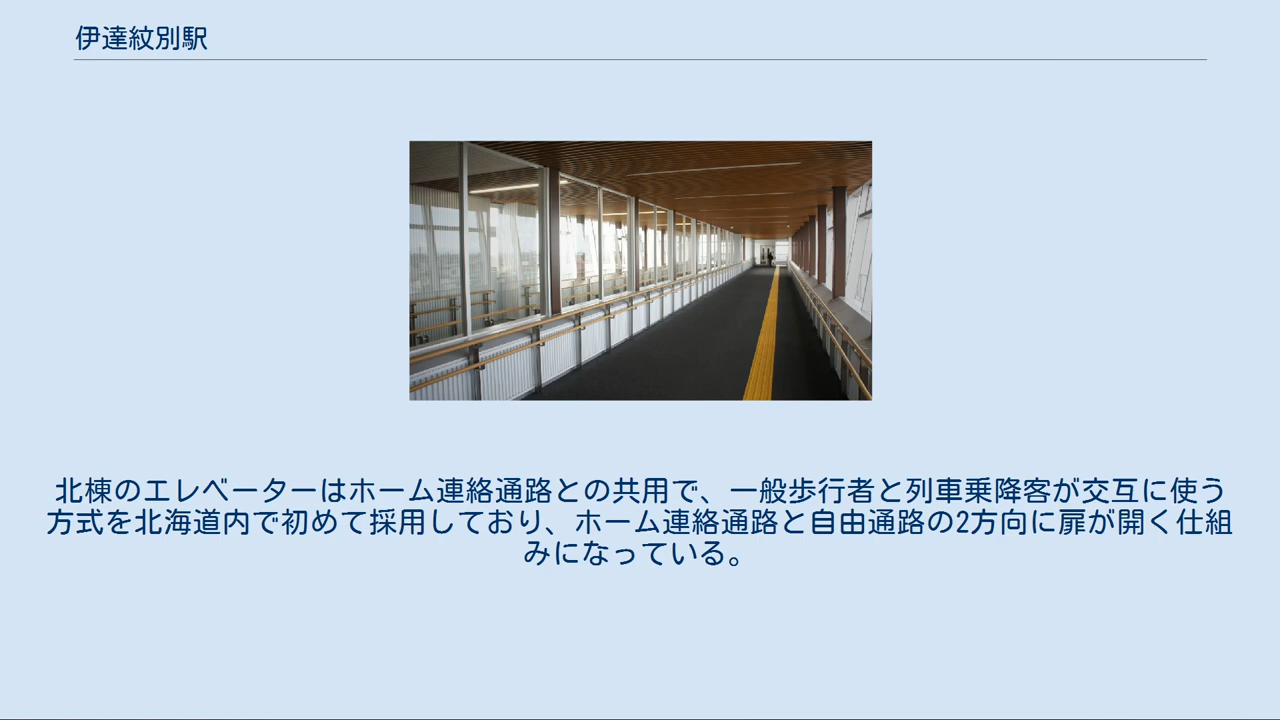 伊達紋別駅
北棟のエレベーターはホーム連絡通路との共用で、一般歩行者と列車乗降客が交互に使う
方式を北海道内で初めて採用しており、ホーム連絡通路と自由通路の2方向に扉が開く仕組
みになっている。